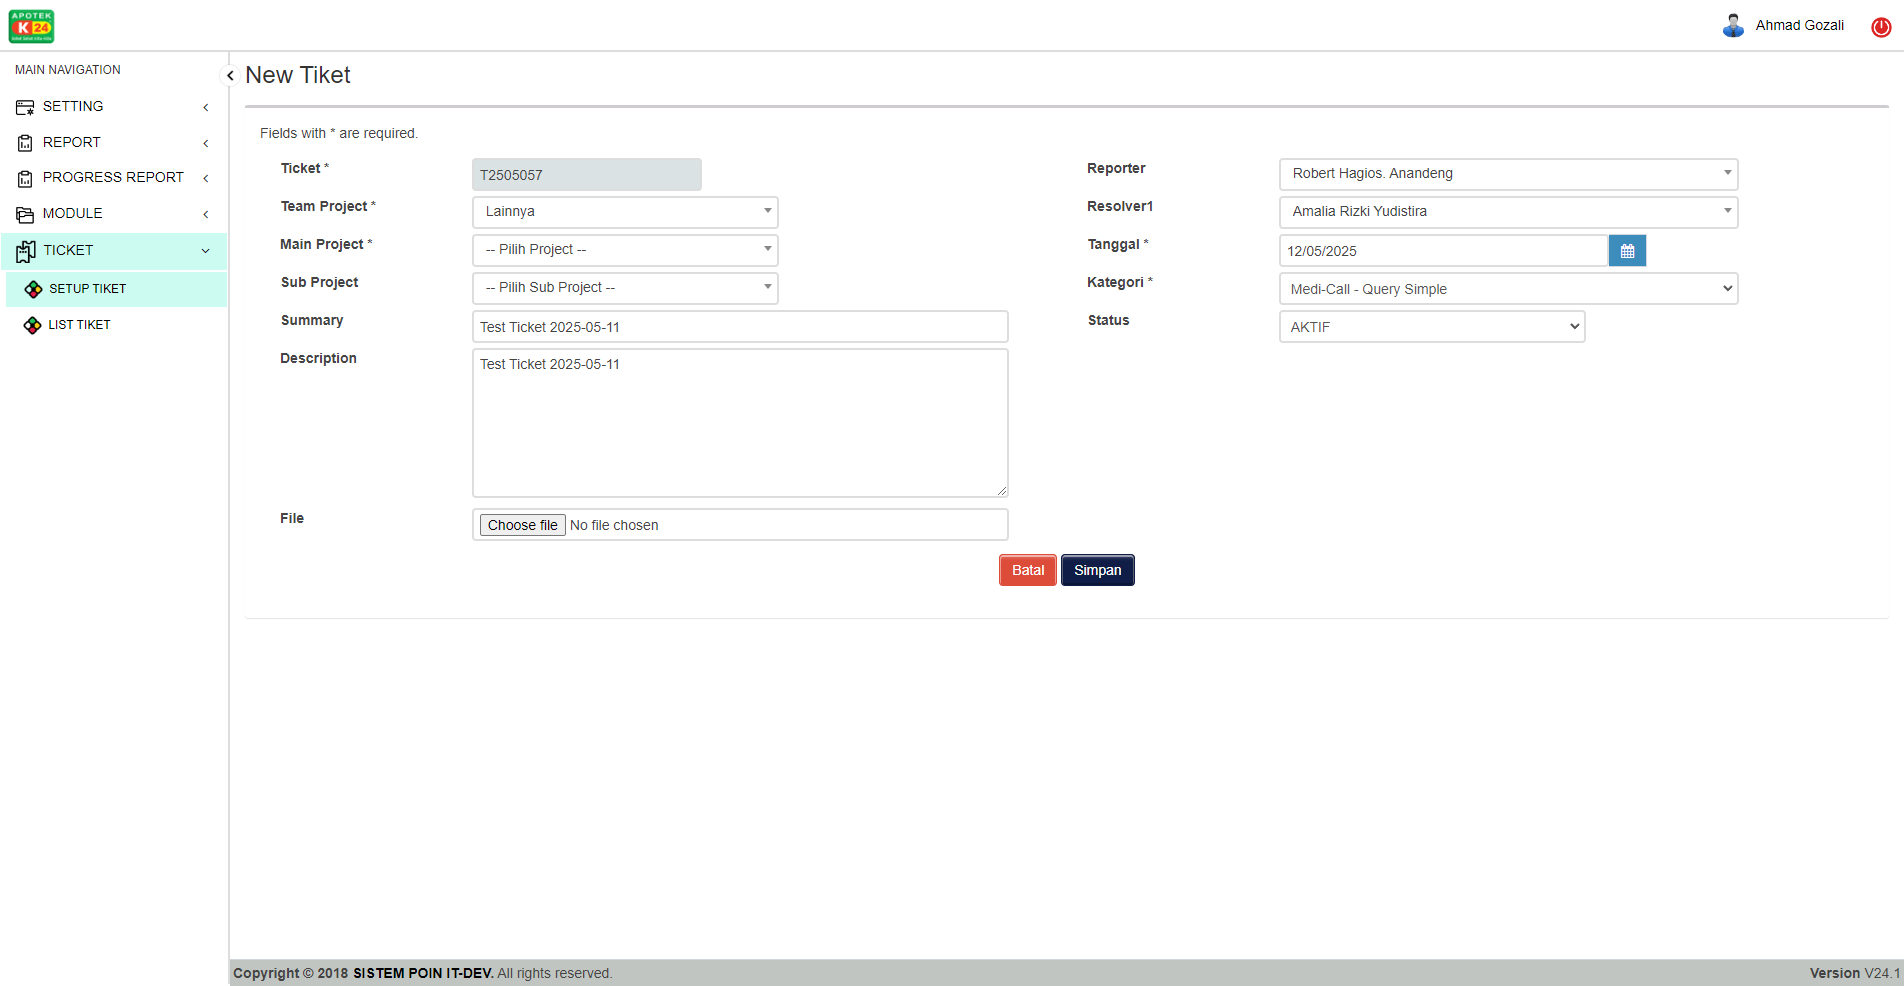 APOTEK
K 24
Ahmad Gozali
MAIN NAVIGATION
SETTING
REPORT
PROGRESS REPORT
MODULE
TICKET
SETUP TIKET
LIST TIKET
New Tiket
Fields with * are required.
Ticket *
T2505057
Team Project *
Lainnya
Main Project *
-- Pilih Project --
Sub Project
-- Pilih Sub Project --
Summary
Test Ticket 2025-05-11
Description
Test Ticket 2025-05-11
File
Choose file No file chosen
Reporter
Robert Hagios. Anandeng
Resolver1
Amalia Rizki Yudistira
Tanggal *
12/05/2025
Kategori *
Medi-Call - Query Simple
Status
AKTIF
Batal Simpan
Copyright © 2018 SISTEM POIN IT-DEV. All rights reserved.
Version V24.1